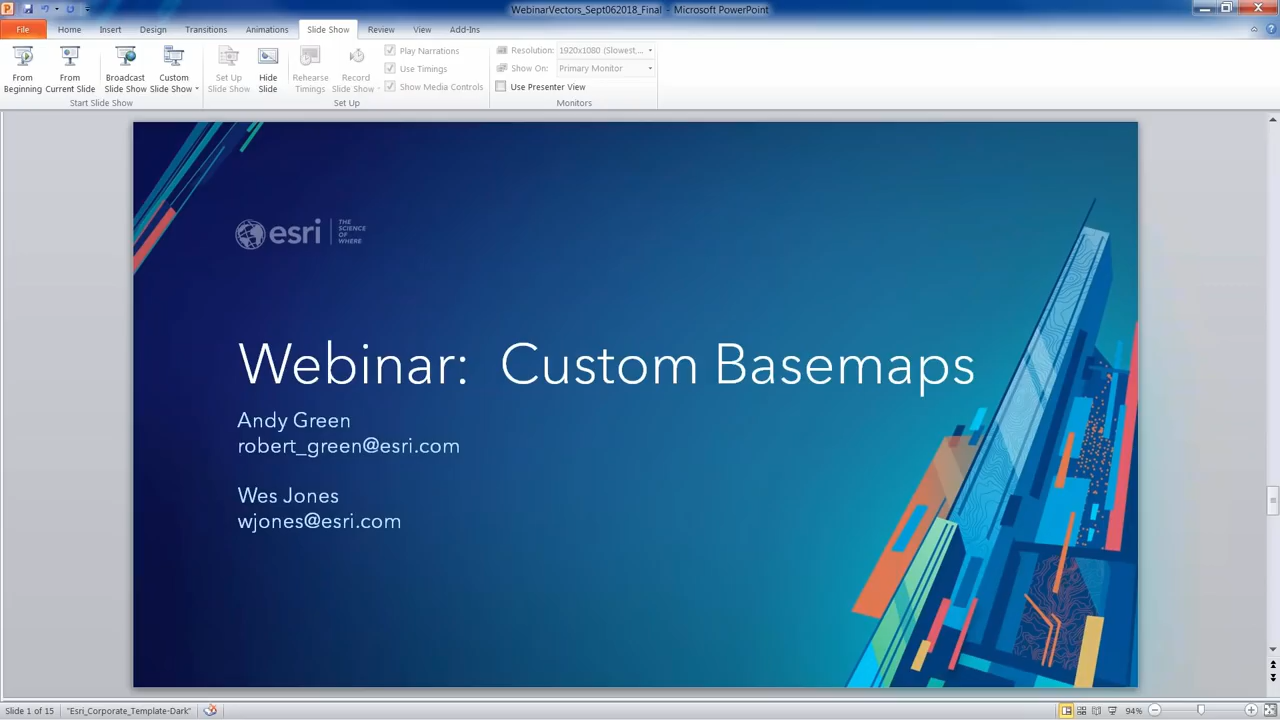 WebinarVectors_Sept062018_Final - Microsoft PowerPoint
File Home Insert Design Transitions Animations Slide Show Review View Add-Ins
From Beginning
From Current Slide
Broadcast Slide Show
Custom Slide Show
Set Up Slide Show
Hide Slide
Rehearse Timings
Record Slide Show
Play Narrations
Use Timings
Show Media Controls
Resolution: 1920x1080 (Slowest,...
Show On: Primary Monitor
Use Presenter View
Start Slide Show
Set Up
Monitors
esri
THE
SCIENCE
OF
WHERE
Webinar: Custom Basemaps
Andy Green
robert_green@esri.com
Wes Jones
wjones@esri.com
Slide 1 of 15 "Esri_Corporate_Template-Dark" 94%